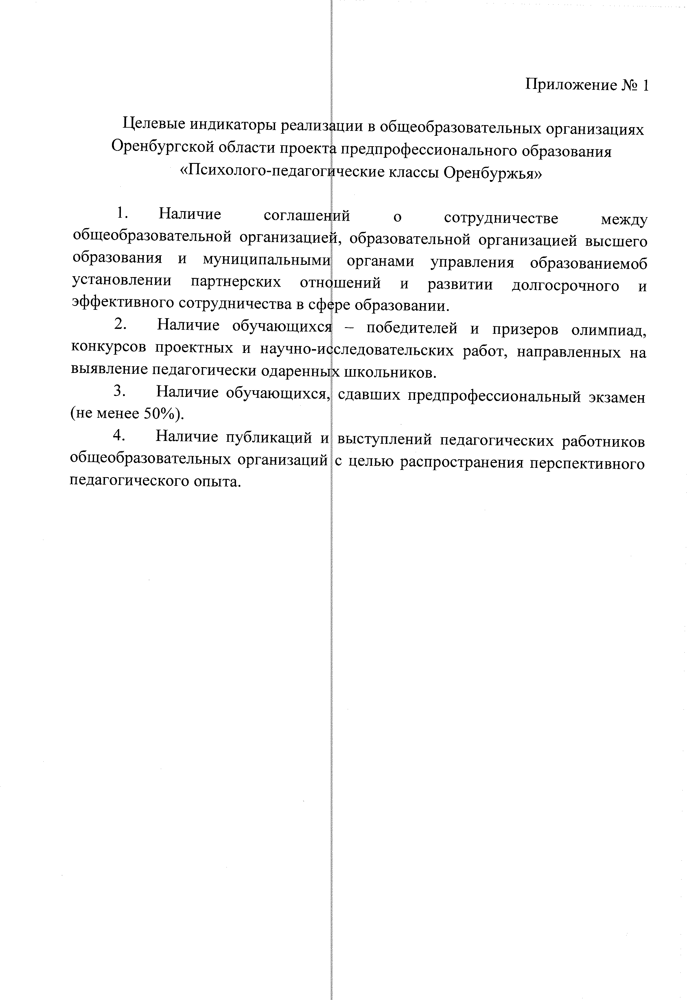 Приложение № 1
Целевые индикаторы реализации в общеобразовательных организациях
Оренбургской области проекта предпрофессионального образования
«Психолого-педагогические классы Оренбуржья»
1. Наличие соглашений о сотрудничестве между
общеобразовательной организацией, образовательной организацией высшего
образования и муниципальными органами управления образованиемоб
установлении партнерских отношений и развитии долгосрочного и
эффективного сотрудничества в сфере образовании.
2. Наличие обучающихся – победителей и призеров олимпиад,
конкурсов проектных и научно-исследовательских работ, направленных на
выявление педагогически одаренных школьников.
3. Наличие обучающихся, сдавших предпрофессиональный экзамен
(не менее 50%).
4. Наличие публикаций и выступлений педагогических работников
общеобразовательных организаций с целью распространения перспективного
педагогического опыта.